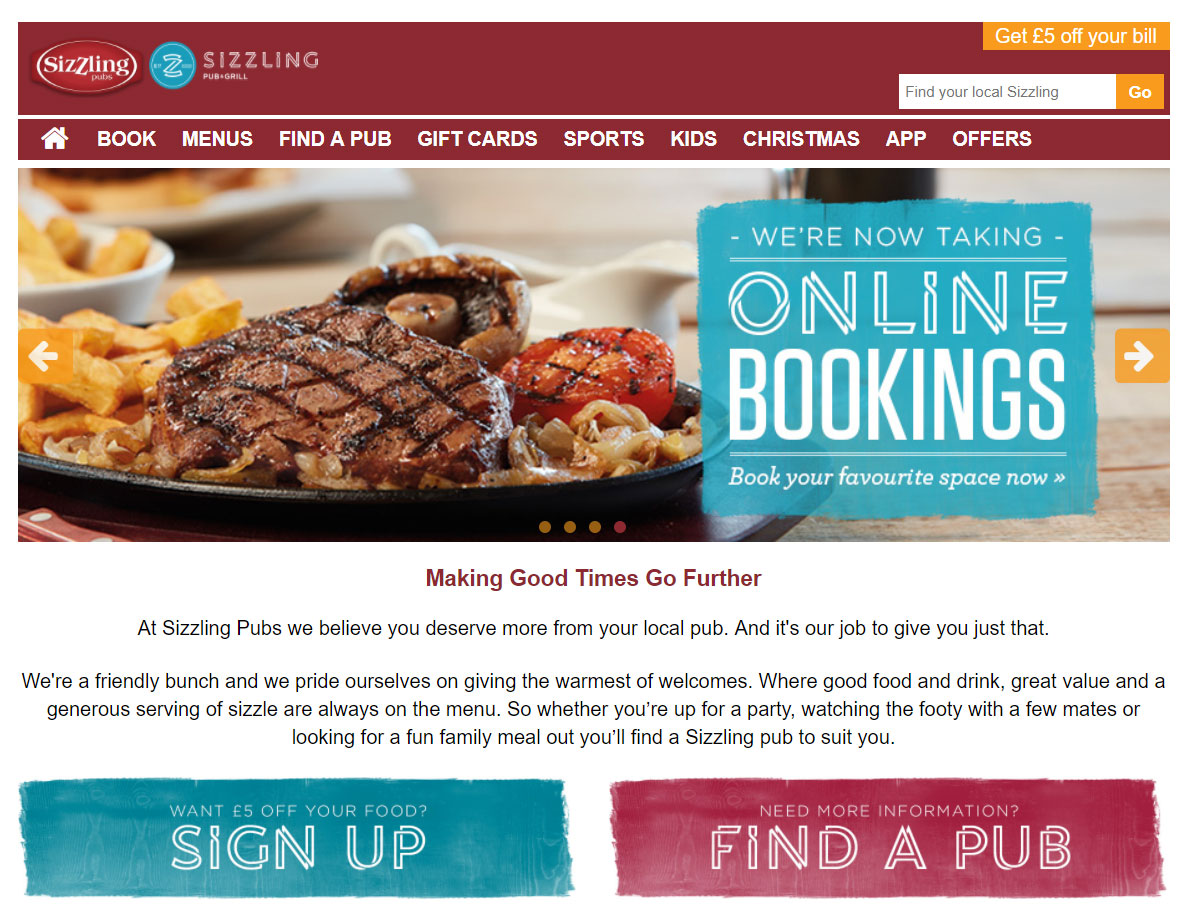 Get £5 off your bill
SizZling
pubs
SIZZLING
PUB & GRILL
Find your local Sizzling
Go
BOOK MENUS FIND A PUB GIFT CARDS SPORTS KIDS CHRISTMAS APP OFFERS
- WE'RE NOW TAKING -
ONLINE
BOOKINGS
Book your favourite space now »
Making Good Times Go Further
At Sizzling Pubs we believe you deserve more from your local pub. And it's our job to give you just that.
We're a friendly bunch and we pride ourselves on giving the warmest of welcomes. Where good food and drink, great value and a
generous serving of sizzle are always on the menu. So whether you’re up for a party, watching the footy with a few mates or
looking for a fun family meal out you’ll find a Sizzling pub to suit you.
WANT £5 OFF YOUR FOOD?
SIGN UP
NEED MORE INFORMATION?
FIND A PUB